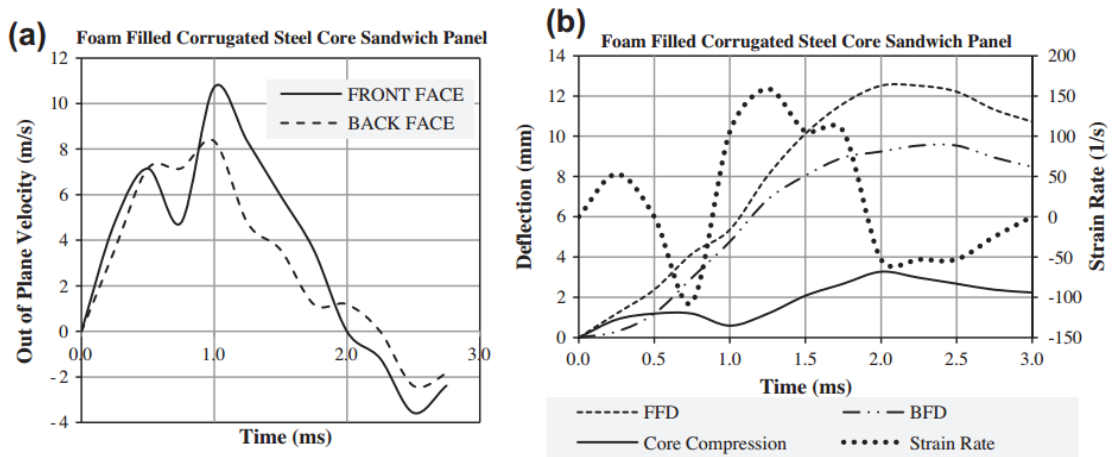 (a)
Foam Filled Corrugated Steel Core Sandwich Panel
12
10
8
6
4
2
0
-2
-4
Out of Plane Velocity (m/s)
FRONT FACE
BACK FACE
0.0 1.0 2.0 3.0
Time (ms)
(b)
Foam Filled Corrugated Steel Core Sandwich Panel
14
12
10
8
6
4
2
0
Deflection (mm)
200
150
100
50
0
-50
-100
-150
Strain Rate (1/s)
0.0 0.5 1.0 1.5 2.0 2.5 3.0
Time (ms)
FFD BFD
Core Compression Strain Rate